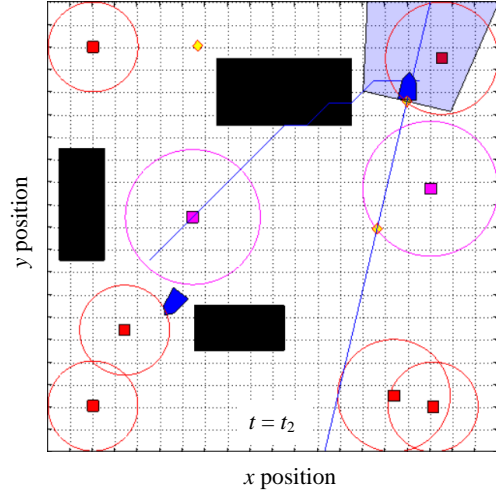 y position
t = t2
x position